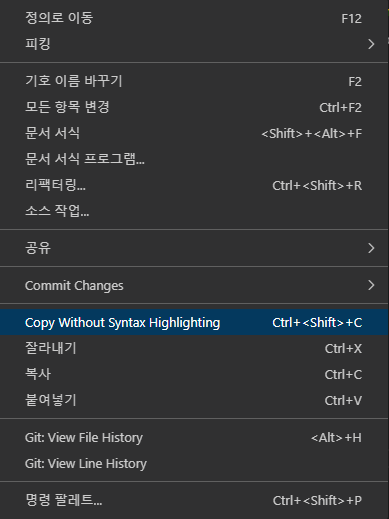 정의로 이동 F12
피킹
기호 이름 바꾸기 F2
모든 항목 변경 Ctrl+F2
문서 서식 <Shift>+<Alt>+F
문서 서식 프로그램...
리팩터링... Ctrl+<Shift>+R
소스 작업...
공유
Commit Changes
Copy Without Syntax Highlighting Ctrl+<Shift>+C
잘라내기 Ctrl+X
복사 Ctrl+C
붙여넣기 Ctrl+V
Git: View File History <Alt>+H
Git: View Line History
명령 팔레트... Ctrl+<Shift>+P